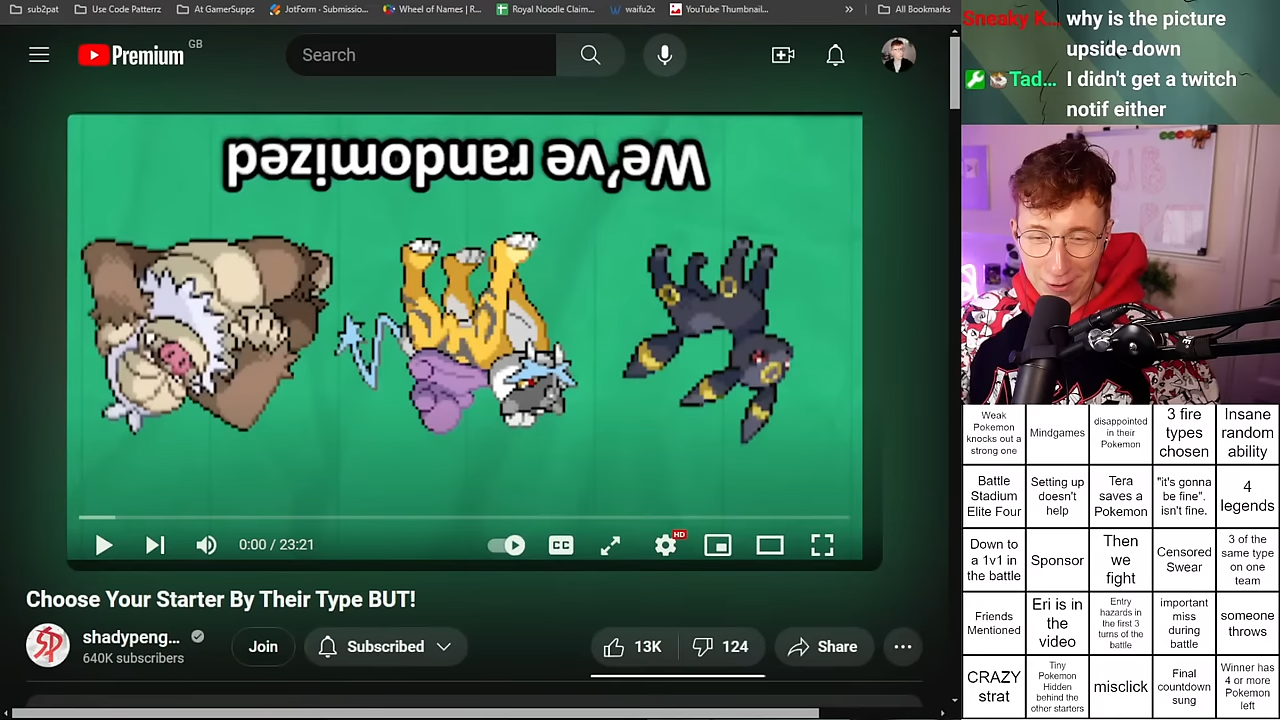 sub2pat
Use Code Patterz
At GamerSupps
JotForm - Submissio...
Wheel of Names | R...
Royal Noodle Claim...
waifu2x
YouTube Thumbnail...
»
All Bookmarks
Premium
GB
Search
We've randomized
0:00 / 23:21
CC
HD
Choose Your Starter By Their Type BUT!
SP
shadypeng...
640K subscribers
Join
Subscribed
13K
124
Share
Sneaky K... why is the picture
upside down
Tad... I didn't get a twitch
notif either
Weak
Pokemon
knocks out a
strong one
Mindgames
disappointed
in their
Pokemon
3 fire
types
chosen
Insane
random
ability
Battle
Stadium
Elite Four
Setting up
doesn't
help
Tera
saves a
Pokemon
"it's gonna
be fine".
isn't fine.
4
legends
Down to
a 1v1 in
the battle
Sponsor
Then
we
fight
Censored
Swear
3 of the
same type
on one
team
Friends
Mentioned
Eri is in
the
video
Entry
hazards in
the first 3
turns of the
battle
important
miss
during
battle
someone
throws
CRAZY
strat
Tiny
Pokemon
Hidden
behind the
other starters
misclick
Final
countdown
sung
Winner has
4 or more
Pokemon
left